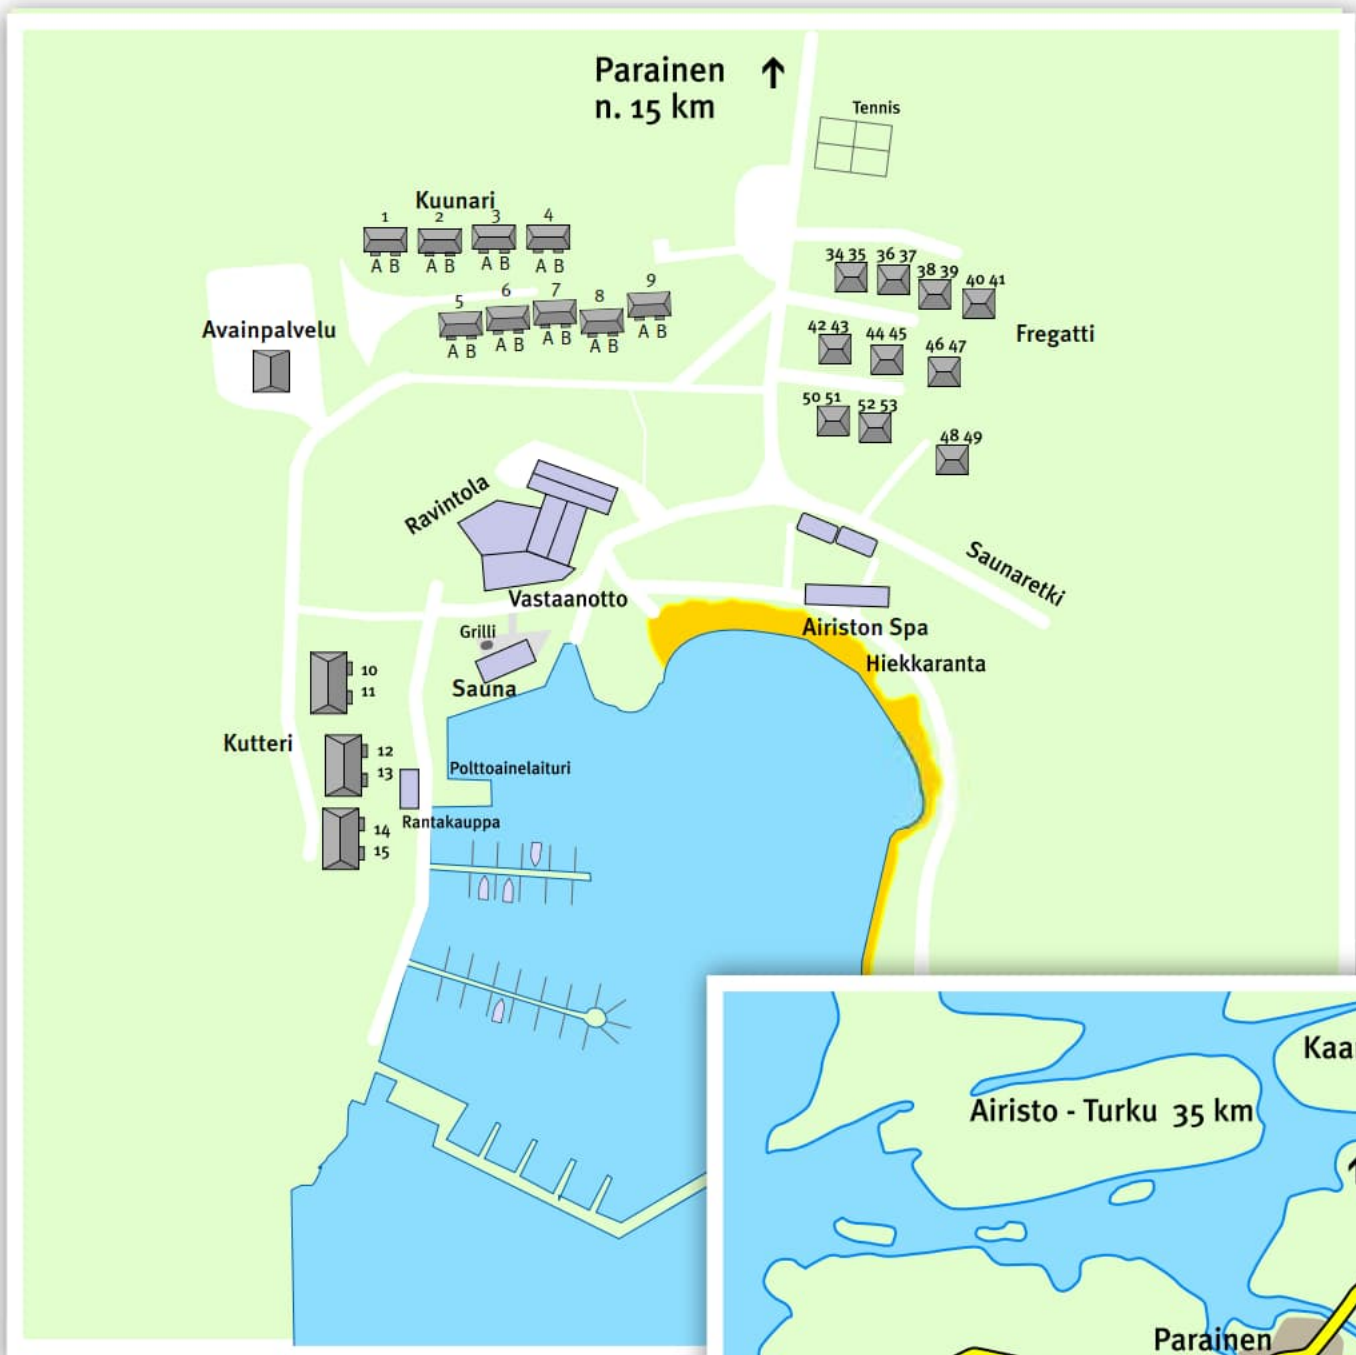 Parainen
n. 15 km
Tennis
Kuunari
1 2 3 4
A B A B A B A B
5 6 7 8 9
A B A B A B A B A B
34 35 36 37 38 39 40 41
Avainpalvelu
42 43 44 45 46 47
Fregatti
50 51 52 53
48 49
Ravintola
Saunaretki
Vastaanotto
Grilli
Airiston Spa
Hiekkaranta
Sauna
10
11
Kutteri
12
13
Polttoainelaituri
Rantakauppa
14
15
Kaa
Airisto - Turku 35 km
Parainen